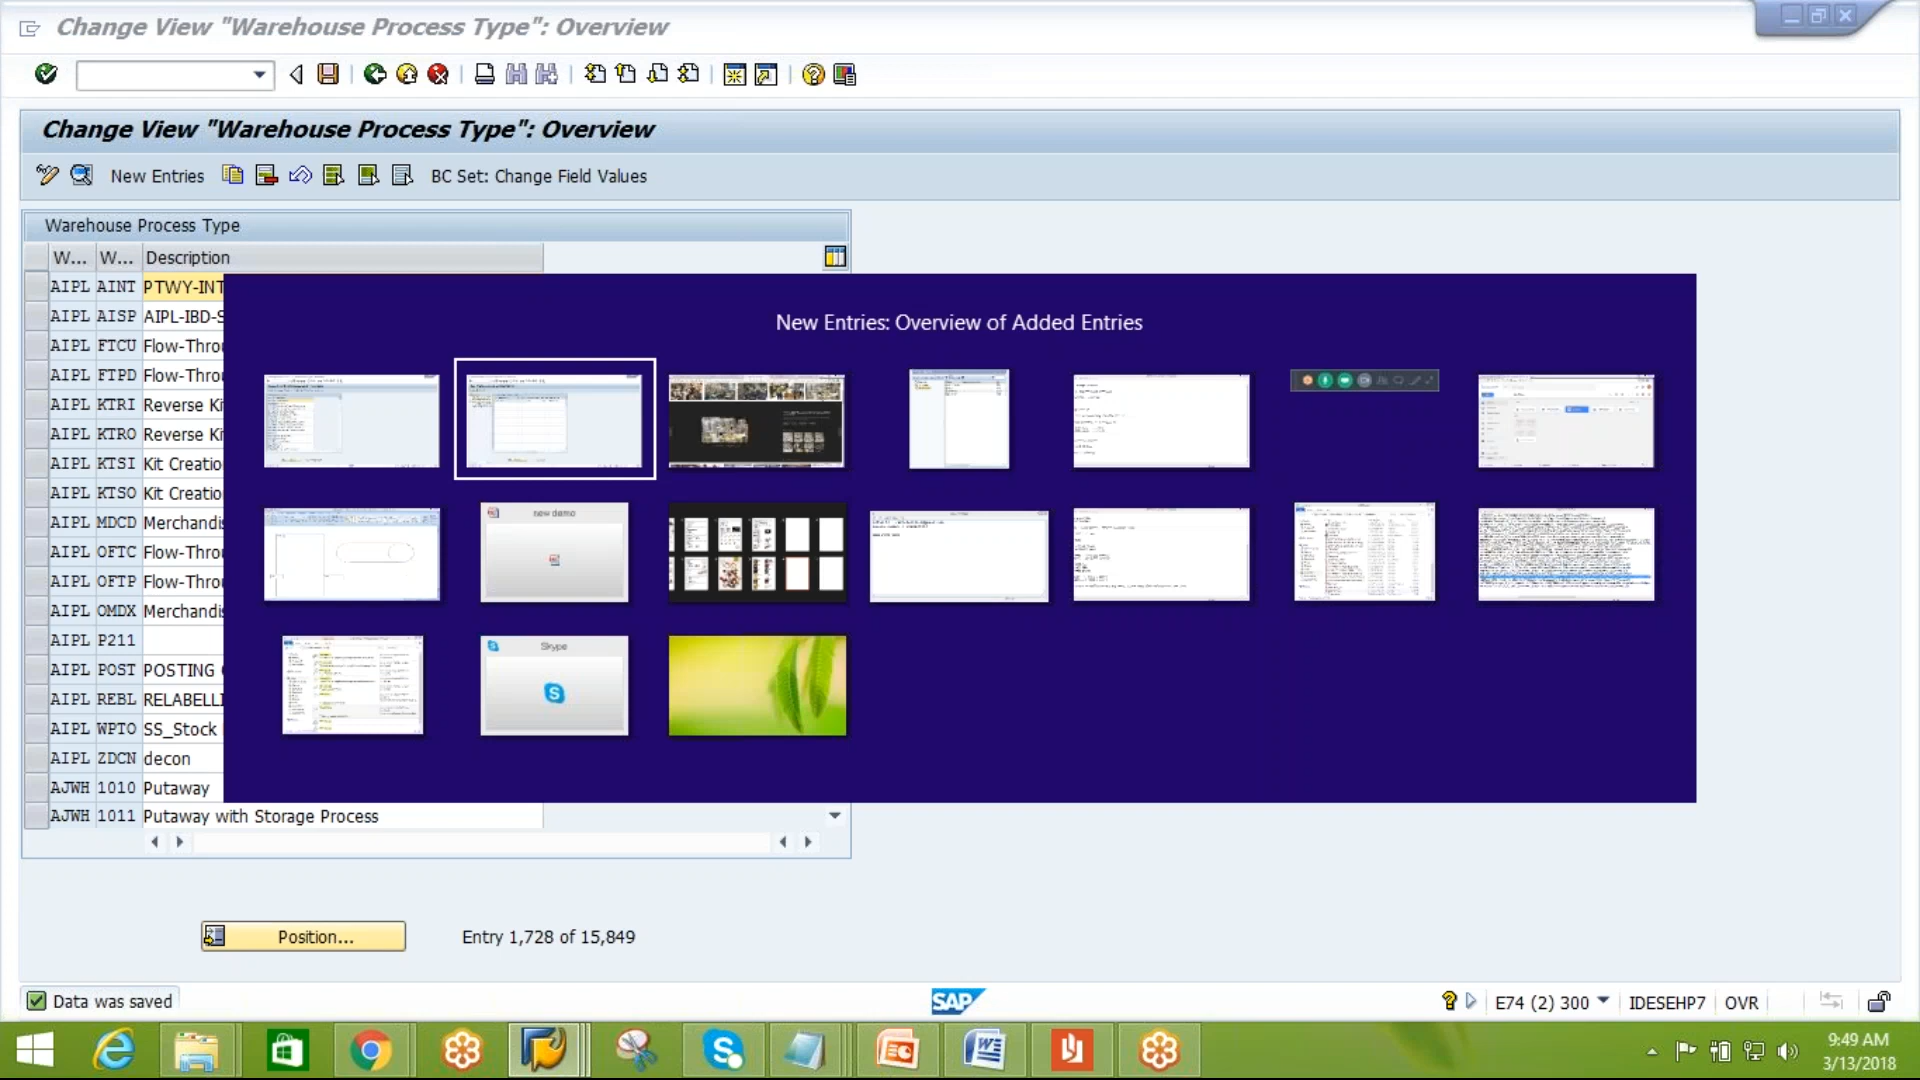 Change View "Warehouse Process Type": Overview
Change View "Warehouse Process Type": Overview
New Entries
BC Set: Change Field Values
Warehouse Process Type
W... W... Description
AIPL AINT PTWY-INT
AIPL AISP AIPL-IBD-S
AIPL FTCU Flow-Throu
AIPL FTPD Flow-Throu
AIPL KTRI Reverse Ki
AIPL KTRO Reverse Ki
AIPL KTSI Kit Creatio
AIPL KTSO Kit Creatio
AIPL MDCD Merchandis
AIPL OFTC Flow-Throu
AIPL OFTP Flow-Throu
AIPL OMDX Merchandis
AIPL P211
AIPL POST POSTING
AIPL REBL RELABELLI
AIPL WPTO SS_Stock
AIPL ZDCN decon
AJWH 1010 Putaway
AJWH 1011 Putaway with Storage Process
New Entries: Overview of Added Entries
new demo
Skype
Position...
Entry 1,728 of 15,849
Data was saved
SAP
E74 (2) 300
IDESEHP7
OVR
9:49 AM
3/13/2018